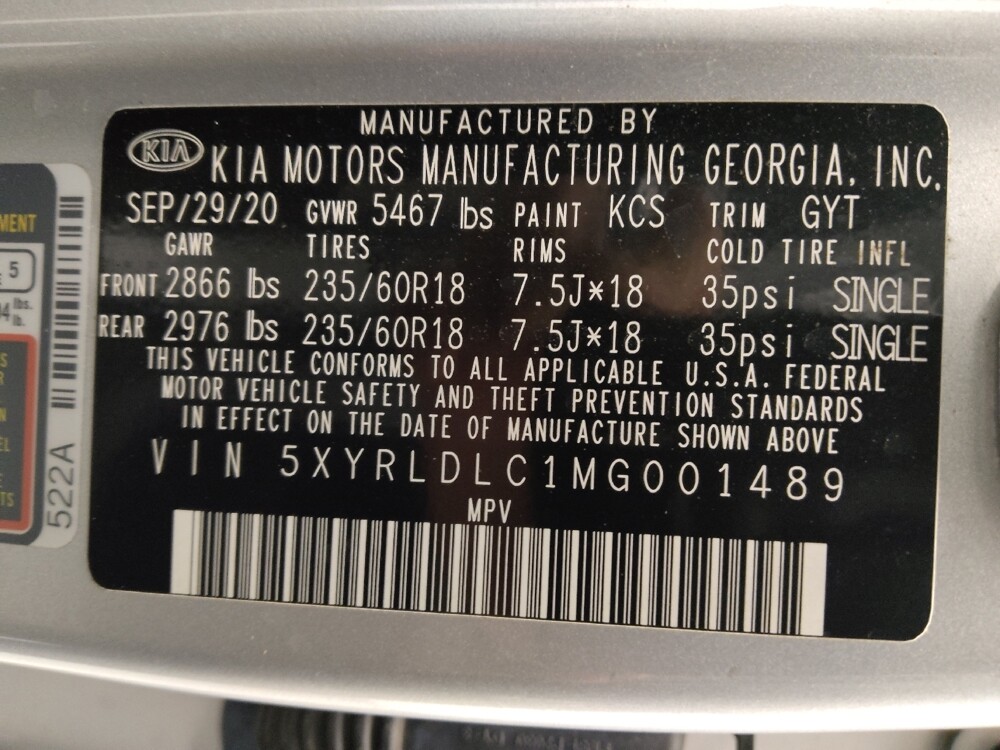 MANUFACTURED BY
KIA KIA MOTORS MANUFACTURING GEORGIA, INC.
SEP/29/20 GVWR 5467 lbs PAINT KCS TRIM GYT
GAWR TIRES RIMS COLD TIRE INFL
FRONT 2866 lbs 235/60R18 7.5J*18 35psi SINGLE
REAR 2976 lbs 235/60R18 7.5J*18 35psi SINGLE
THIS VEHICLE CONFORMS TO ALL APPLICABLE U.S.A. FEDERAL
MOTOR VEHICLE SAFETY AND THEFT PREVENTION STANDARDS
IN EFFECT ON THE DATE OF MANUFACTURE SHOWN ABOVE
VIN 5XYRLDLC1MG001489
MPV
5
lbs.
lb.
522A